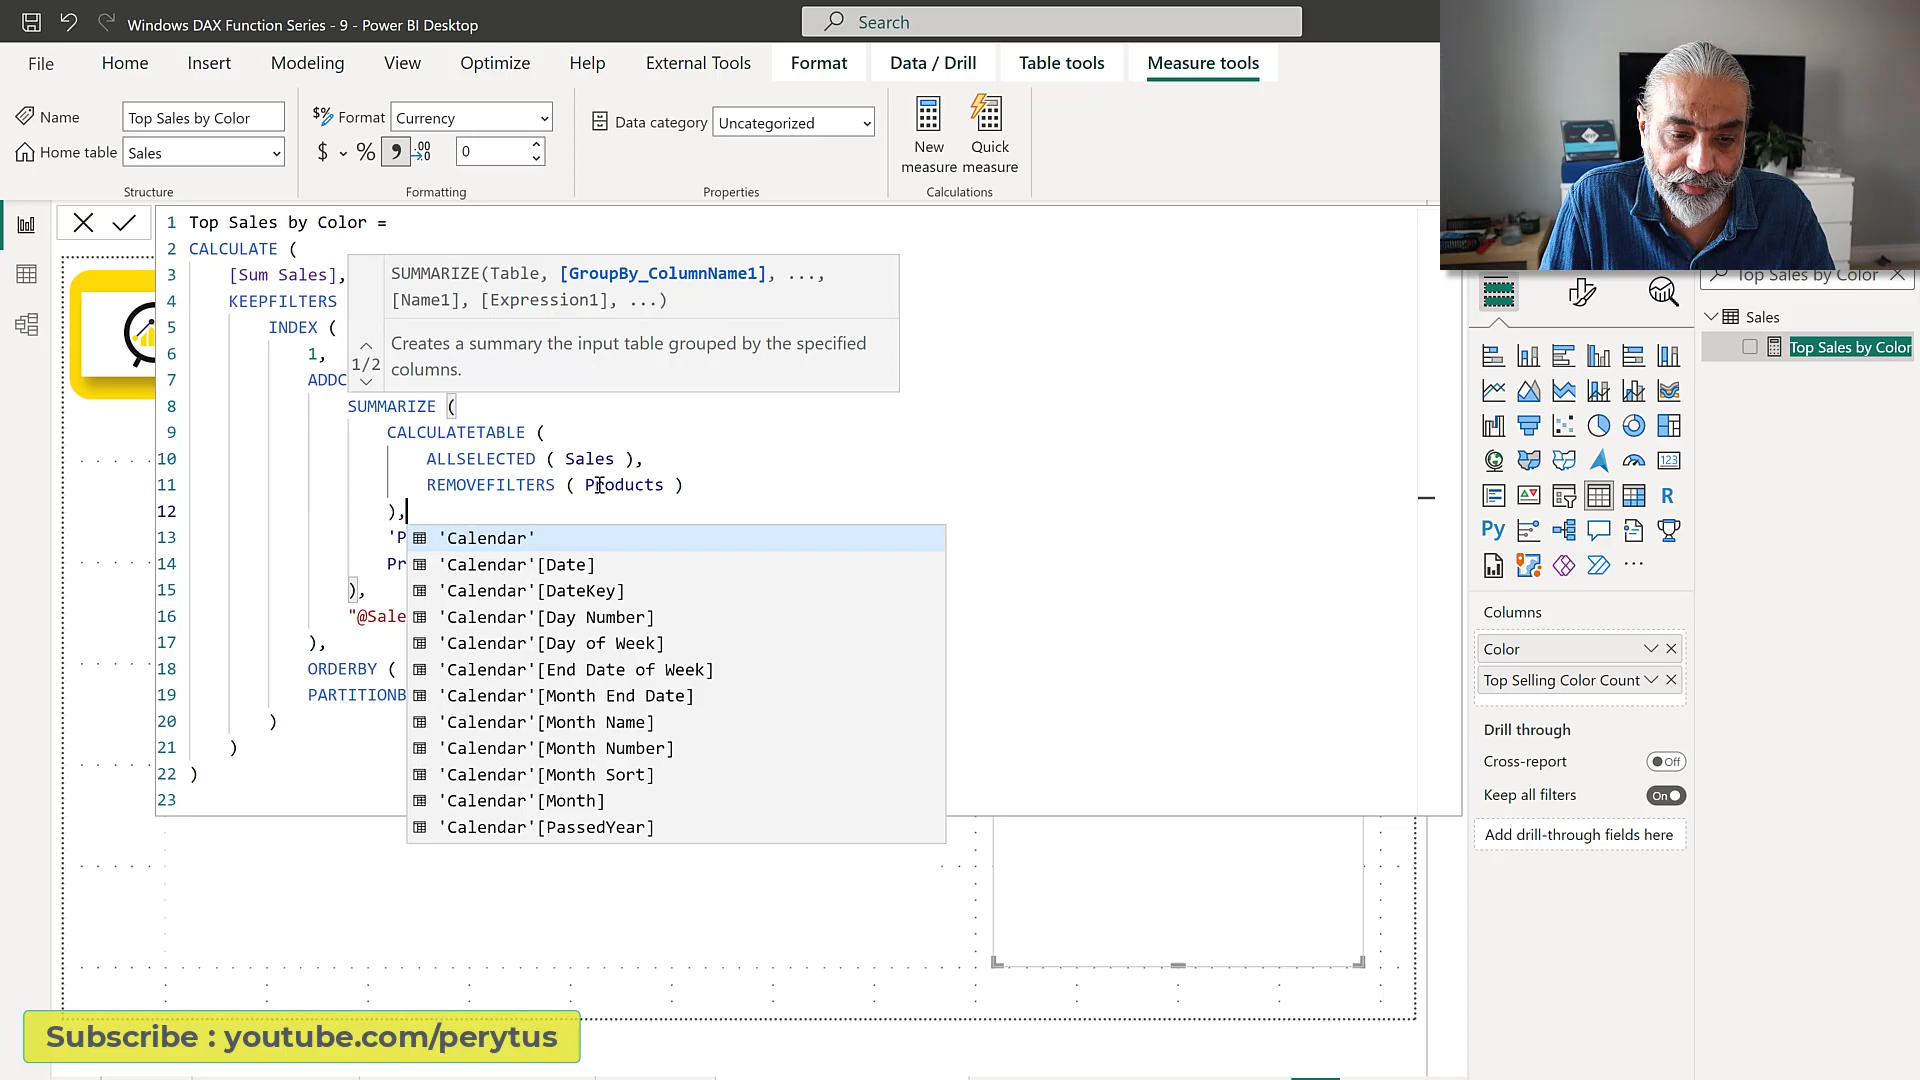 Windows DAX Function Series - 9 - Power BI Desktop
Search
File
Home
Insert
Modeling
View
Optimize
Help
External Tools
Format
Data / Drill
Table tools
Measure tools
Name
Top Sales by Color
Home table
Sales
Structure
$% Format
Currency
$ % , .00 0
Formatting
Data category
Uncategorized
Properties
New measure
Quick measure
Calculations
1 Top Sales by Color =
2 CALCULATE (
3 [Sum Sales],
4 KEEPFILTERS
5 INDEX (
6 1,
7 ADDC
8 SUMMARIZE (
9 CALCULATETABLE (
10 ALLSELECTED ( Sales ),
11 REMOVEFILTERS ( Products )
12 ),
13 'P
14 Pr
15 ),
16 "@Sale
17 ),
18 ORDERBY (
19 PARTITIONB
20 )
21 )
22 )
23
SUMMARIZE(Table, [GroupBy_ColumnName1], ...,
[Name1], [Expression1], ...)
1/2
Creates a summary the input table grouped by the specified
columns.
'Calendar'
'Calendar'[Date]
'Calendar'[DateKey]
'Calendar'[Day Number]
'Calendar'[Day of Week]
'Calendar'[End Date of Week]
'Calendar'[Month End Date]
'Calendar'[Month Name]
'Calendar'[Month Number]
'Calendar'[Month Sort]
'Calendar'[Month]
'Calendar'[PassedYear]
Top Sales by Color
Sales
Top Sales by Color
123
R
Py
Columns
Color
Top Selling Color Count
Drill through
Cross-report
Off
Keep all filters
On
Add drill-through fields here
Subscribe : youtube.com/perytus